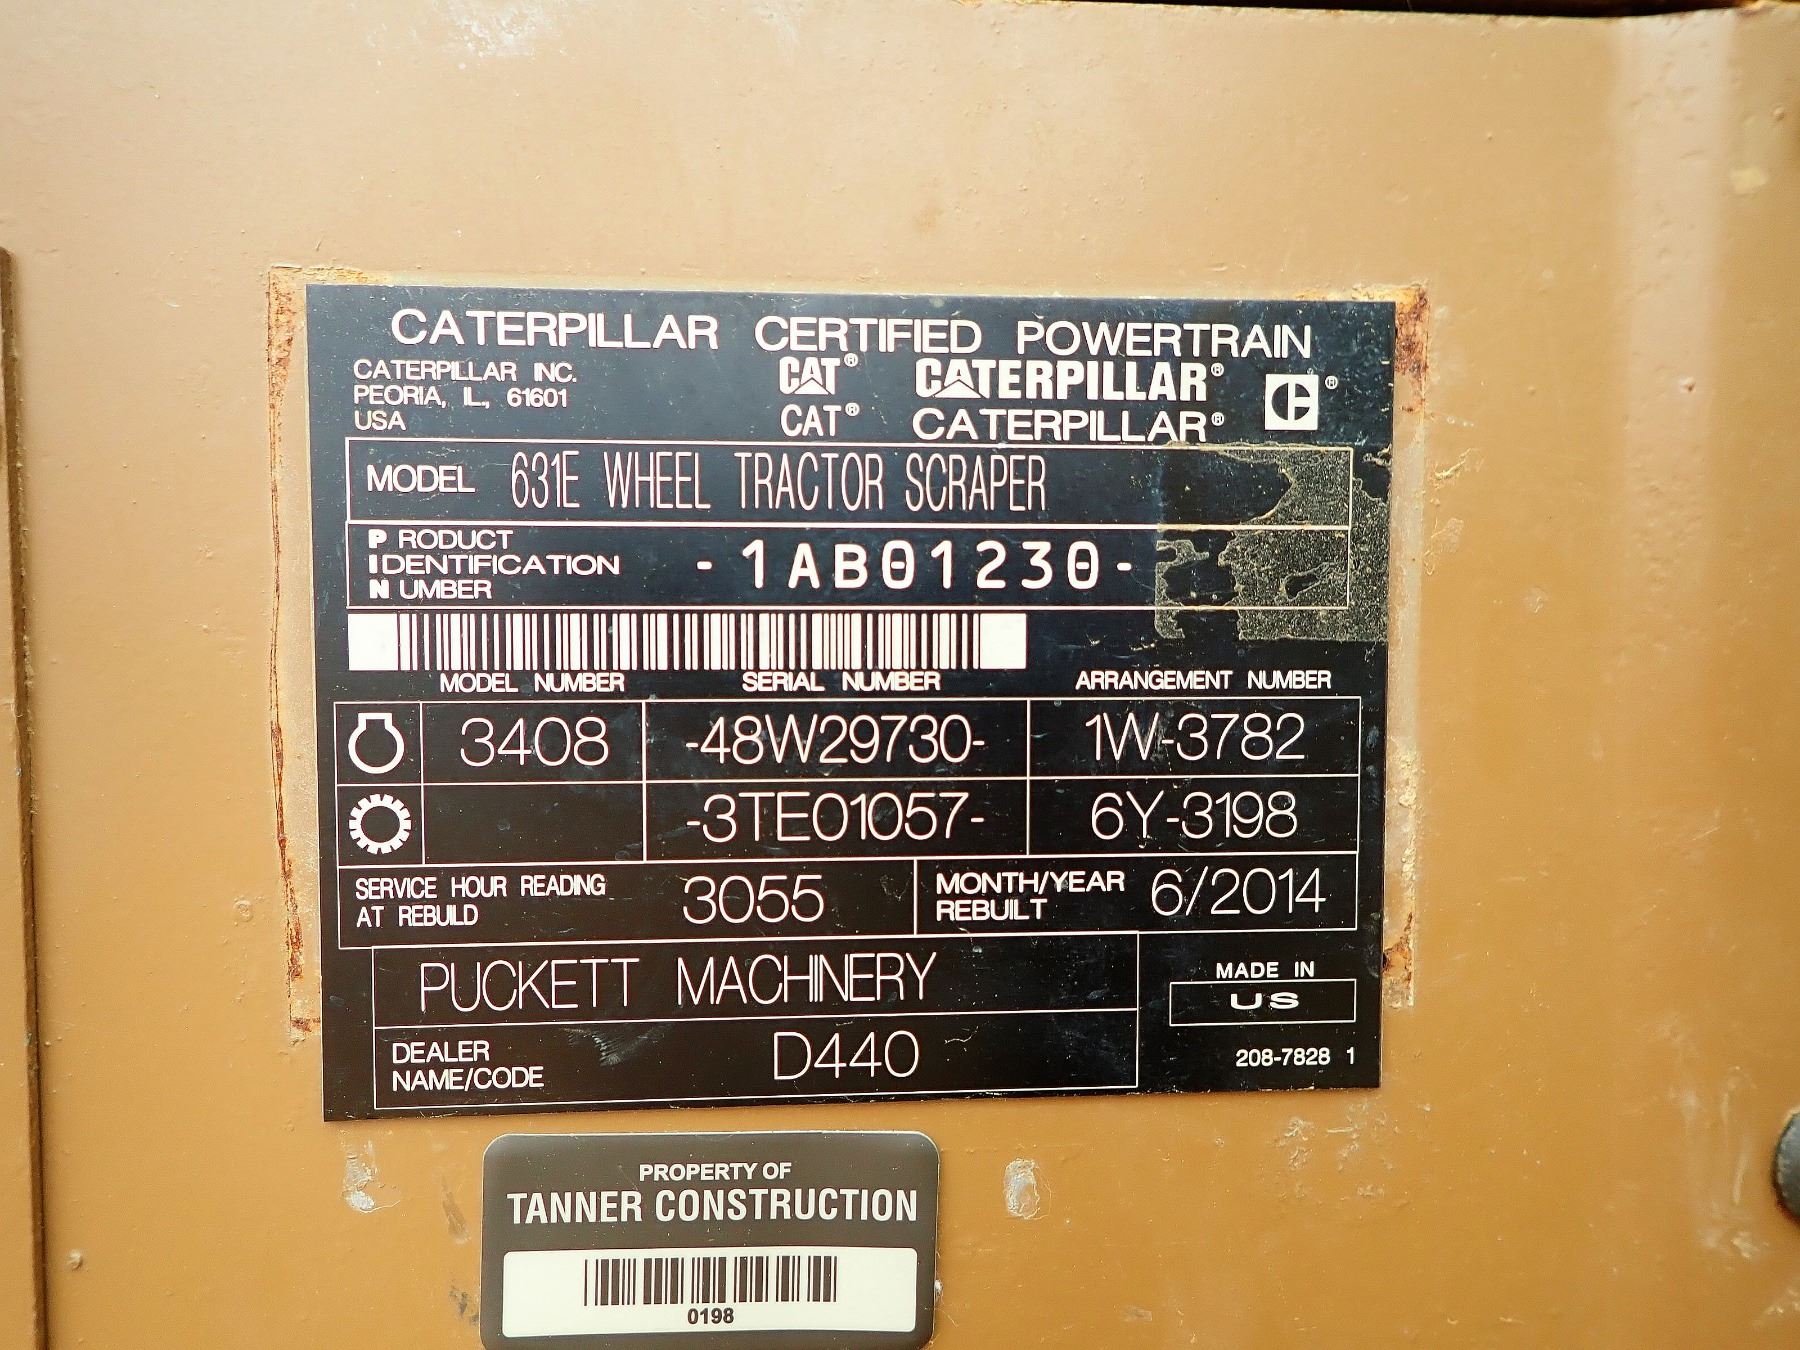 CATERPILLAR CERTIFIED POWERTRAIN
CATERPILLAR INC.
PEORIA, IL, 61601
USA
CAT® CATERPILLAR® ®
CAT® CATERPILLAR®
MODEL 631E WHEEL TRACTOR SCRAPER
PRODUCT
IDENTIFICATION
NUMBER
-1AB01230-
MODEL NUMBER SERIAL NUMBER ARRANGEMENT NUMBER
3408 -48W29730- 1W-3782
-3TE01057- 6Y-3198
SERVICE HOUR READING
AT REBUILD
3055
MONTH/YEAR
REBUILT
6/2014
PUCKETT MACHINERY
DEALER
NAME/CODE
D440
MADE IN
US
208-7828 1
PROPERTY OF
TANNER CONSTRUCTION
0198